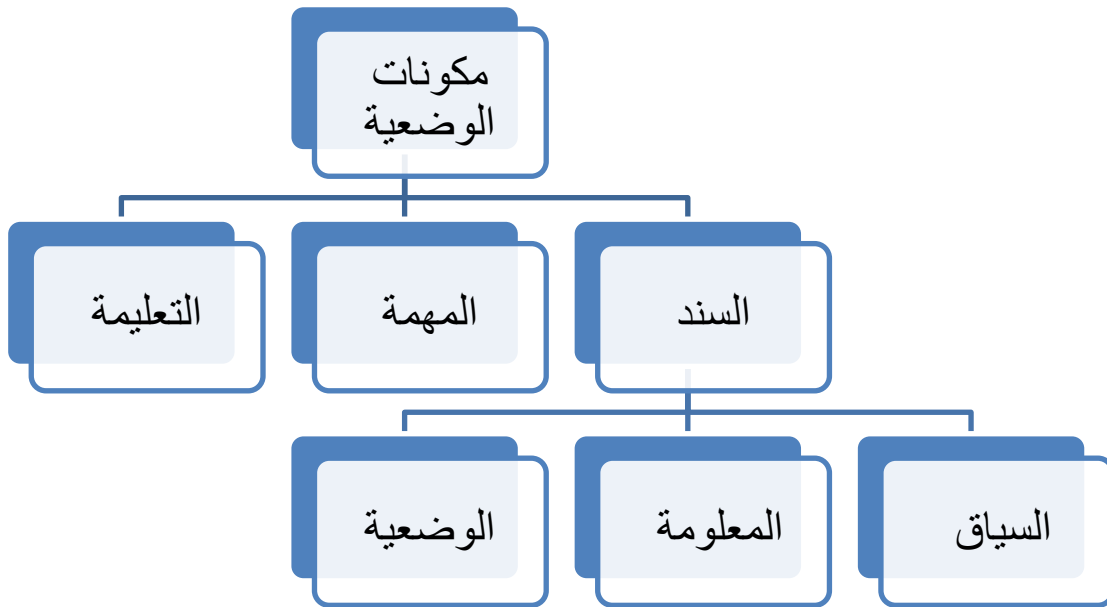 مكونات
الوضعية
السند
المهمة
التعليمة
السياق
المعلومة
الوضعية